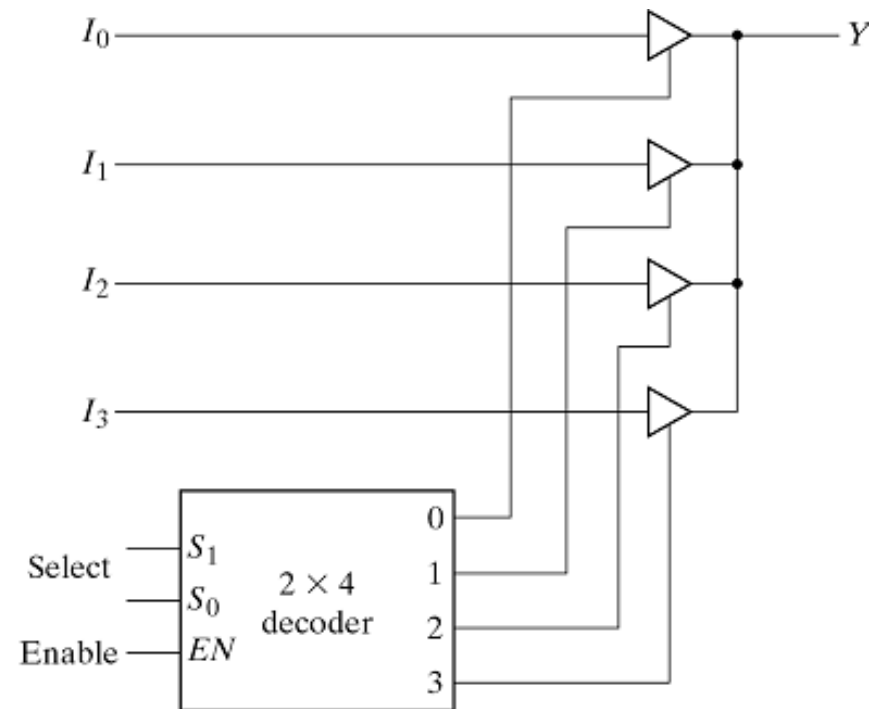 I0 Y
I1
I2
I3
0
Select S1
1
2 × 4
S0
decoder
2
Enable EN
3